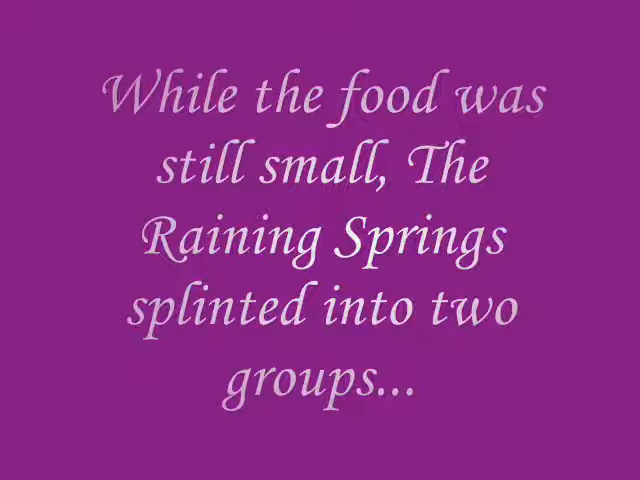 While the food was
still small, The
Raining Springs
splinted into two
groups...